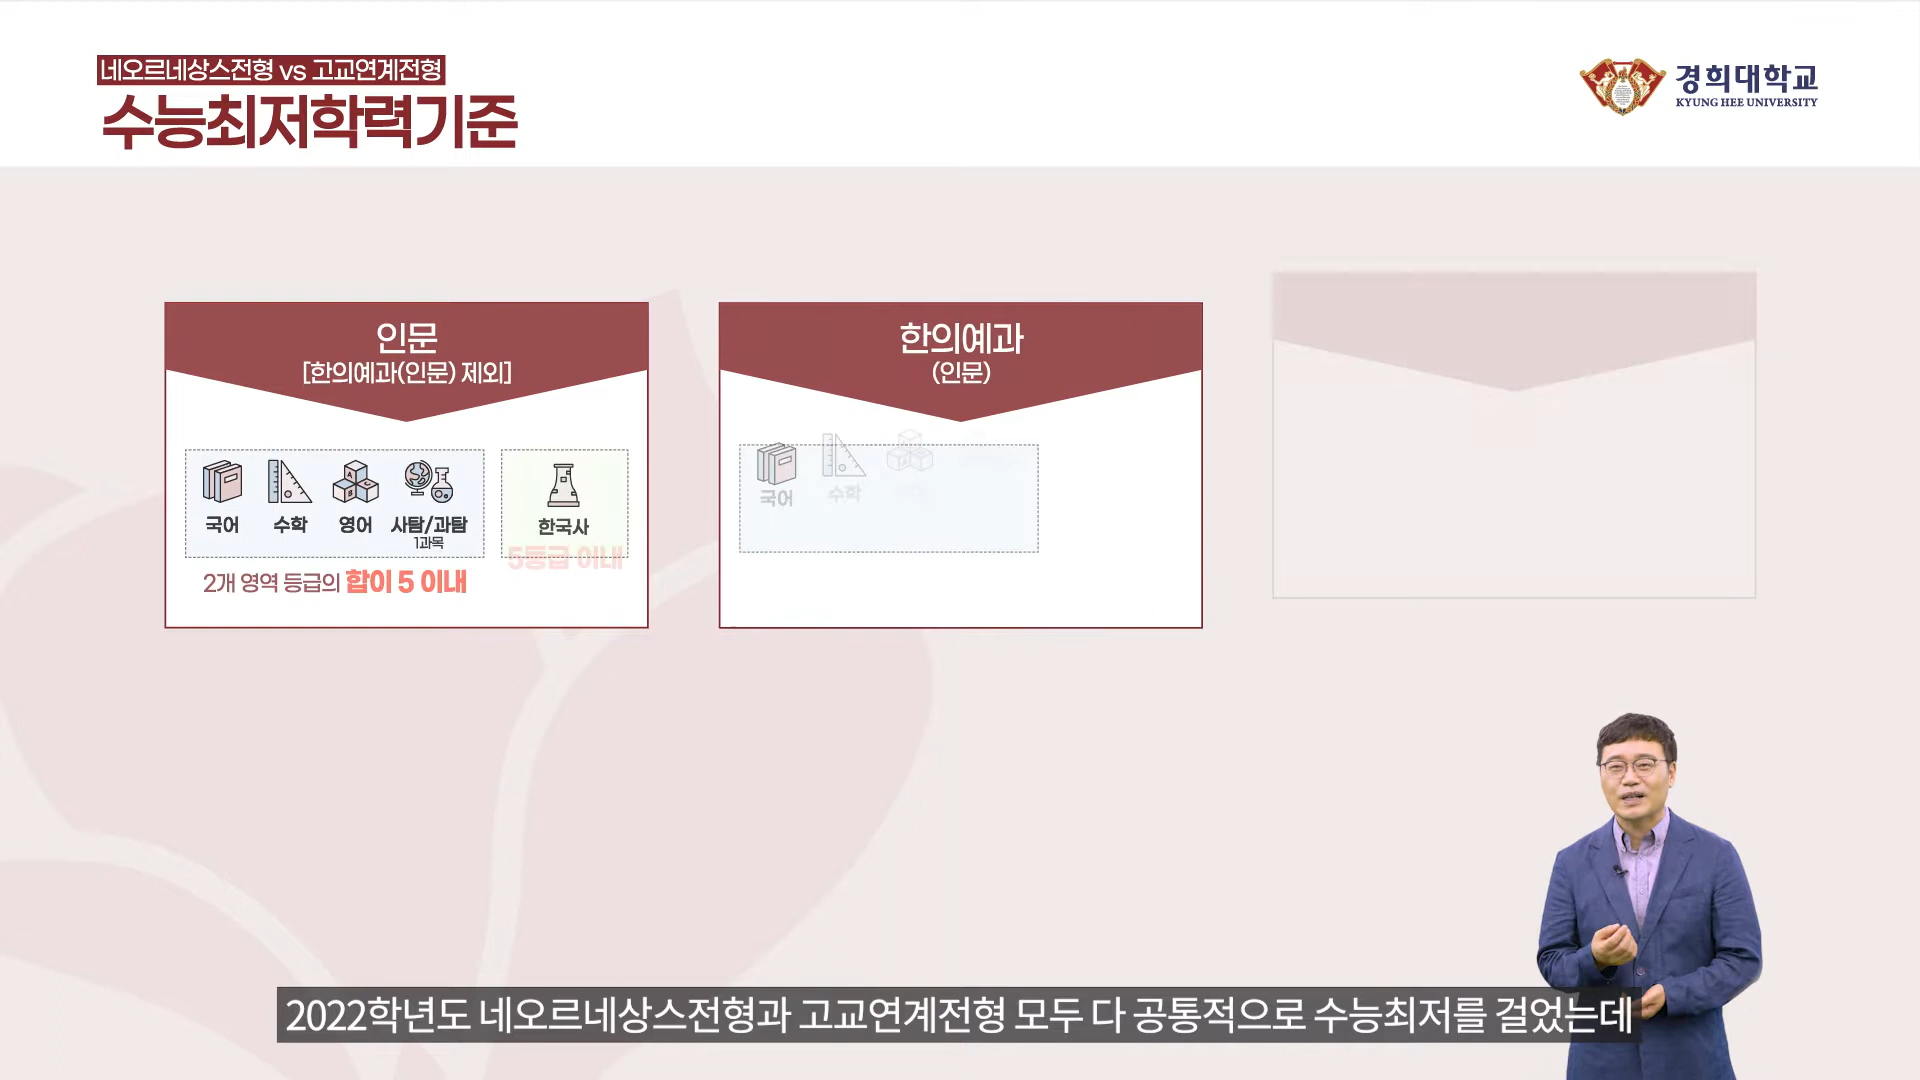 네오르네상스전형 vs 고교연계전형
수능최저학력기준
경희대학교
KYUNG HEE UNIVERSITY
인문
[한의예과(인문) 제외]
국어 수학 영어 사탐/과탐
1과목
한국사
5등급 이내
2개 영역 등급의 합이 5 이내
한의예과
(인문)
국어 수학
2022학년도 네오르네상스전형과 고교연계전형 모두 다 공통적으로 수능최저를 걸었는데